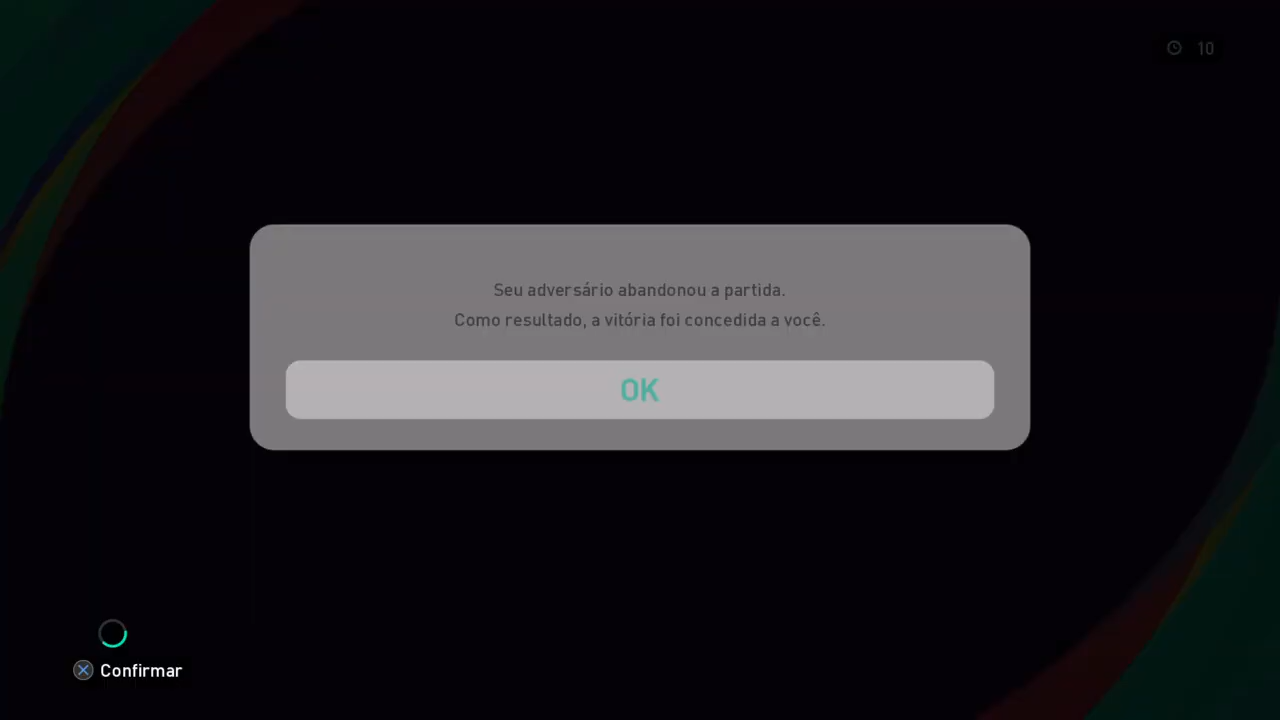 10
Seu adversário abandonou a partida.
Como resultado, a vitória foi concedida a você.
OK
Confirmar